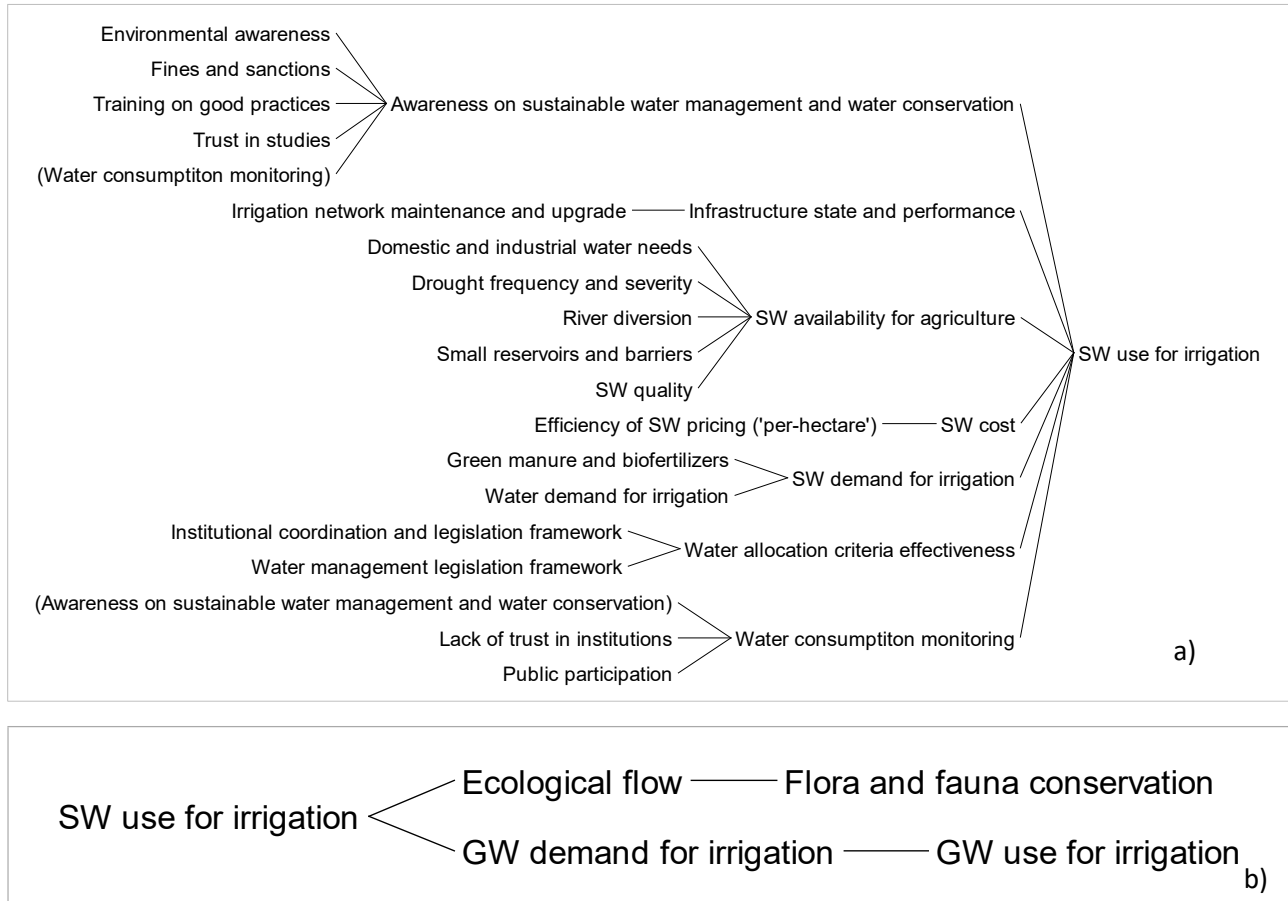 Environmental awareness
Fines and sanctions
Training on good practices
Awareness on sustainable water management and water conservation
Trust in studies
(Water consumptiton monitoring)
Irrigation network maintenance and upgrade
Infrastructure state and performance
Domestic and industrial water needs
Drought frequency and severity
River diversion
SW availability for agriculture
Small reservoirs and barriers
SW use for irrigation
SW quality
Efficiency of SW pricing ('per-hectare')
SW cost
Green manure and biofertilizers
SW demand for irrigation
Water demand for irrigation
Institutional coordination and legislation framework
Water allocation criteria effectiveness
Water management legislation framework
(Awareness on sustainable water management and water conservation)
Lack of trust in institutions
Water consumptiton monitoring
Public participation
a)
SW use for irrigation
Ecological flow
Flora and fauna conservation
GW demand for irrigation
GW use for irrigation
b)